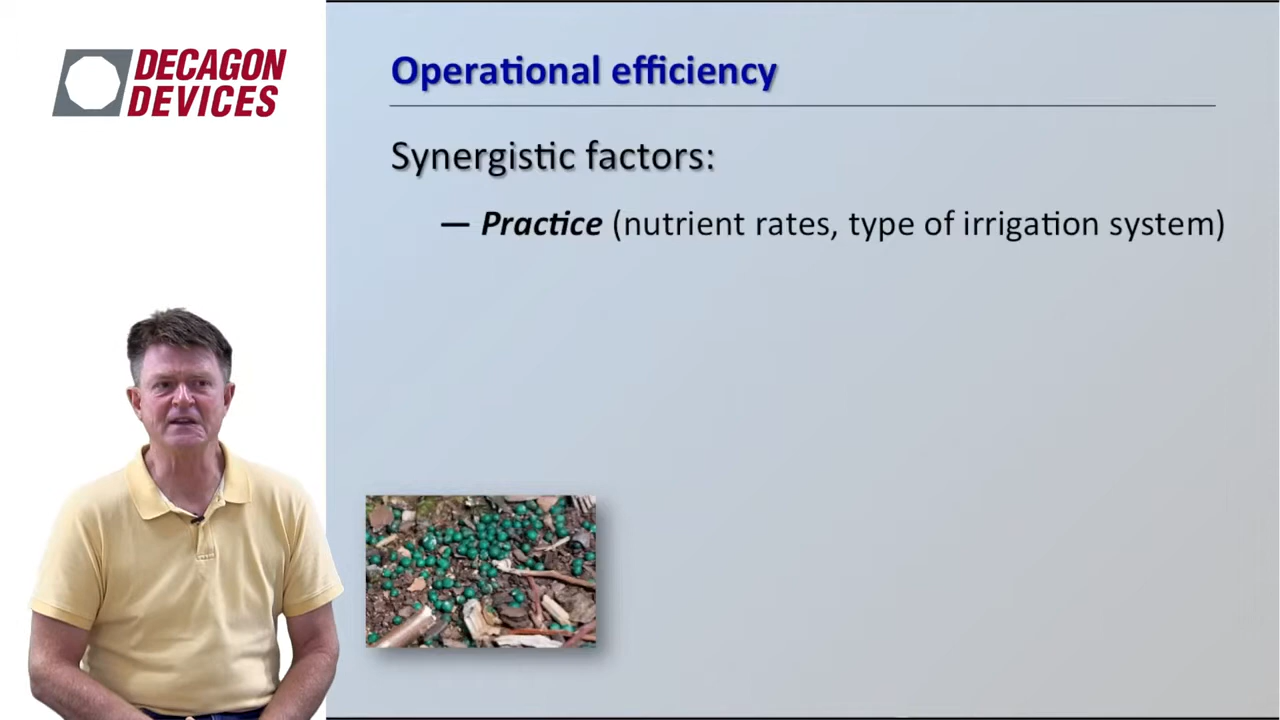 DECAGON
DEVICES
Operational efficiency
Synergistic factors:
— Practice (nutrient rates, type of irrigation system)